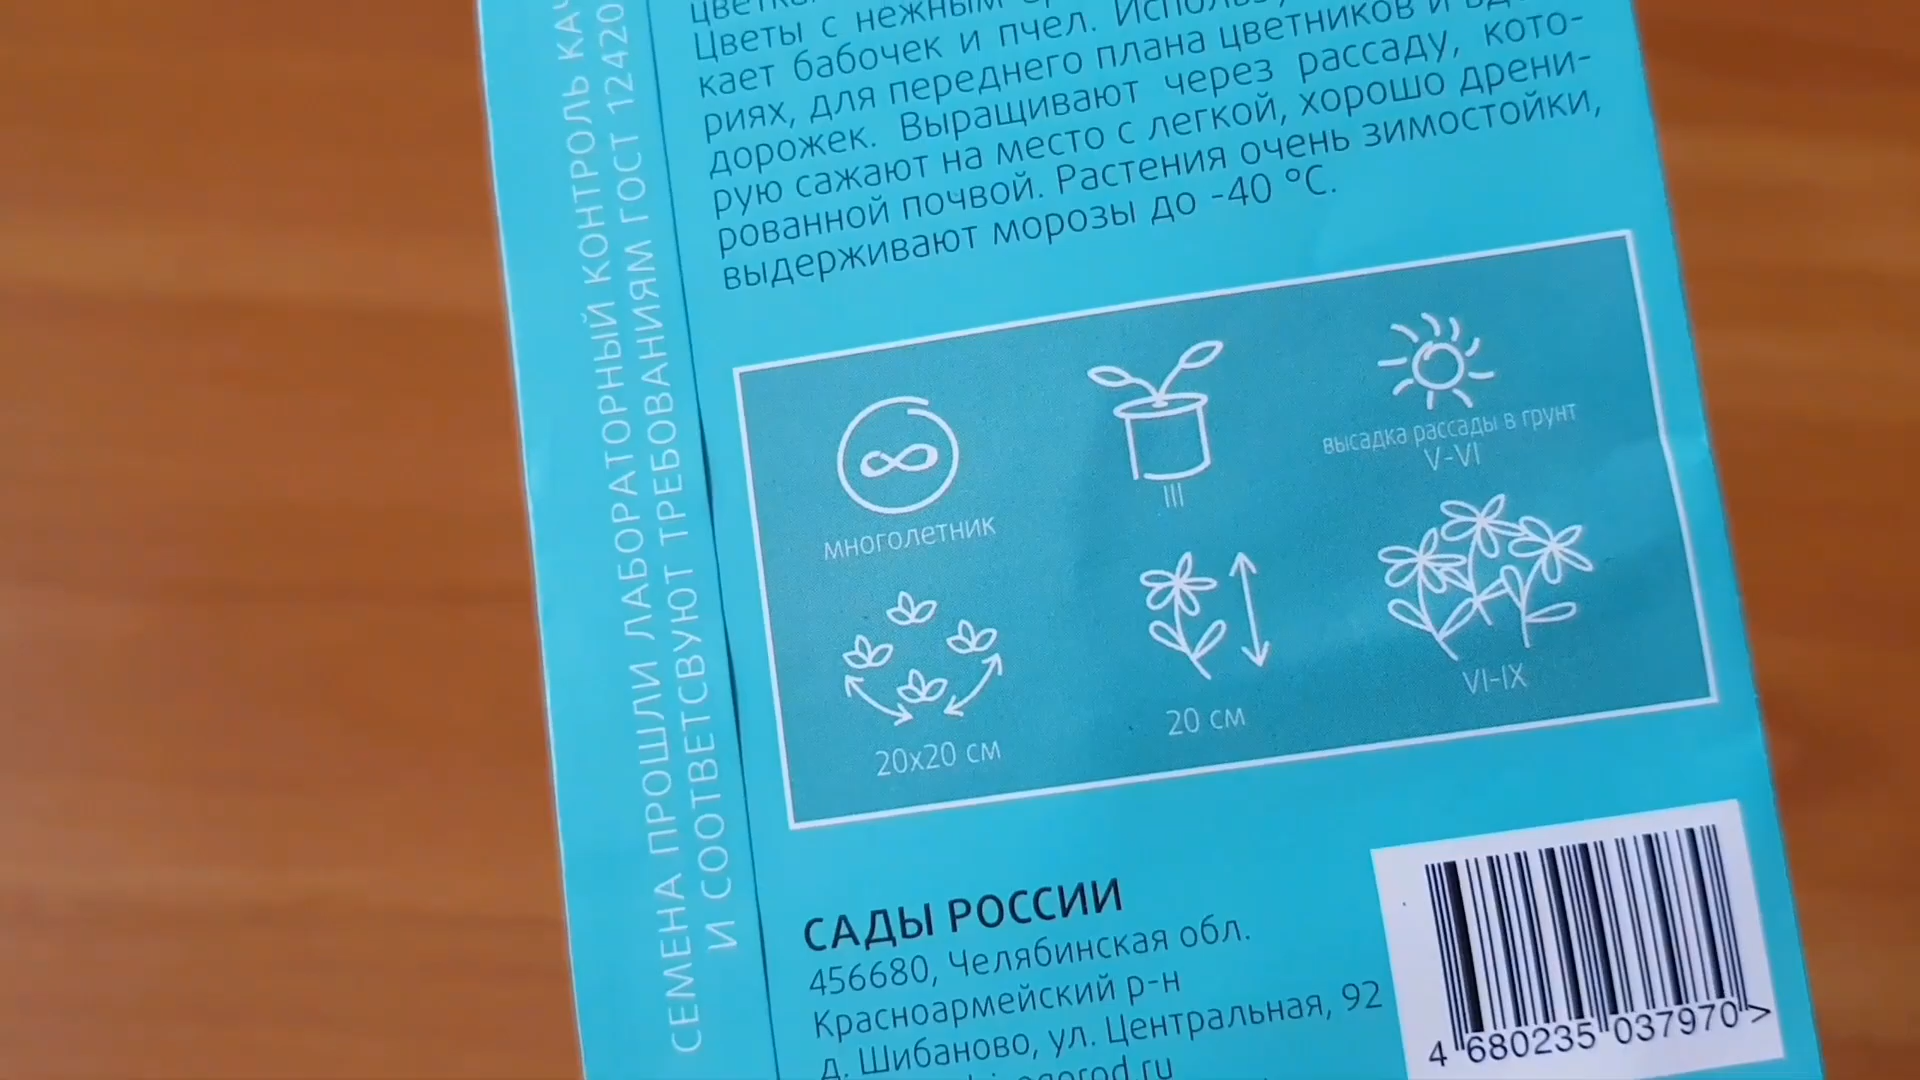 Цветы с нежным
кает бабочек и пчел.
риях, для переднего плана цветников и
дорожек. Выращивают через рассаду, кото-
рую сажают на место с легкой, хорошо дрени-
рованной почвой. Растения очень зимостойки,
выдерживают морозы до -40 °С.
СЕМЕНА ПРОШЛИ ЛАБОРАТОРНЫЙ КОНТРОЛЬ КАЧ
И СООТВЕТСВУЮТ ТРЕБОВАНИЯМ ГОСТ 12420
многолетник
III
высадка рассады в грунт
V-VI
20х20 см
20 см
VI-IX
САДЫ РОССИИ
456680, Челябинская обл.
Красноармейский р-н
д. Шибаново, ул. Центральная, 92
4 680235 037970 >